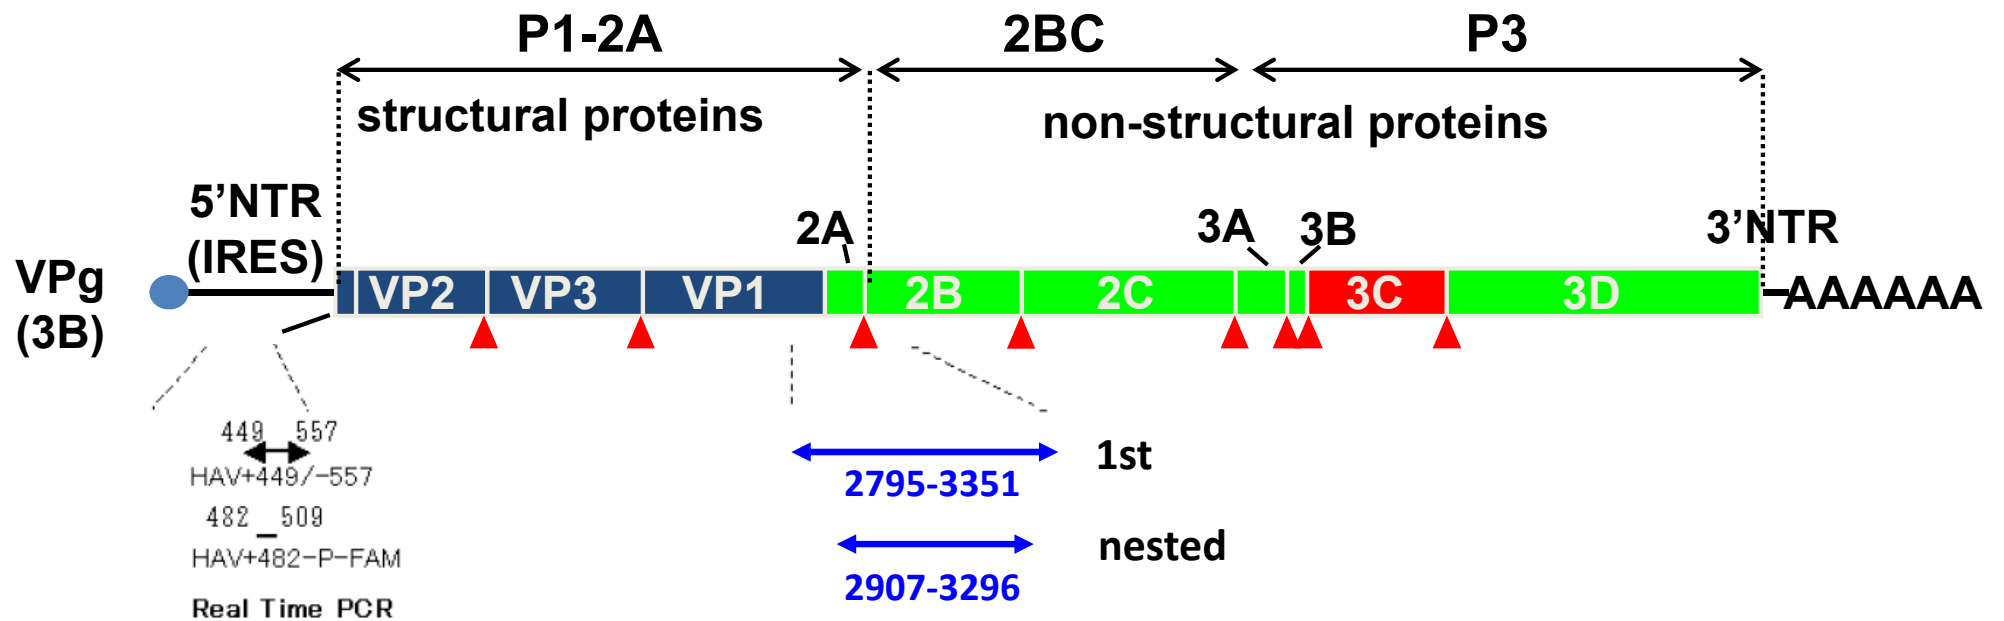 P1-2A
2BC
P3
structural proteins
non-structural proteins
5’NTR
(IRES)
2A
3A
3B
3’NTR
VPg
(3B)
VP2
VP3
VP1
2B
2C
3C
3D
AAAAAA
449 557
HAV+449/-557
482 509
HAV+482-P-FAM
Real Time PCR
1st
2795-3351
nested
2907-3296